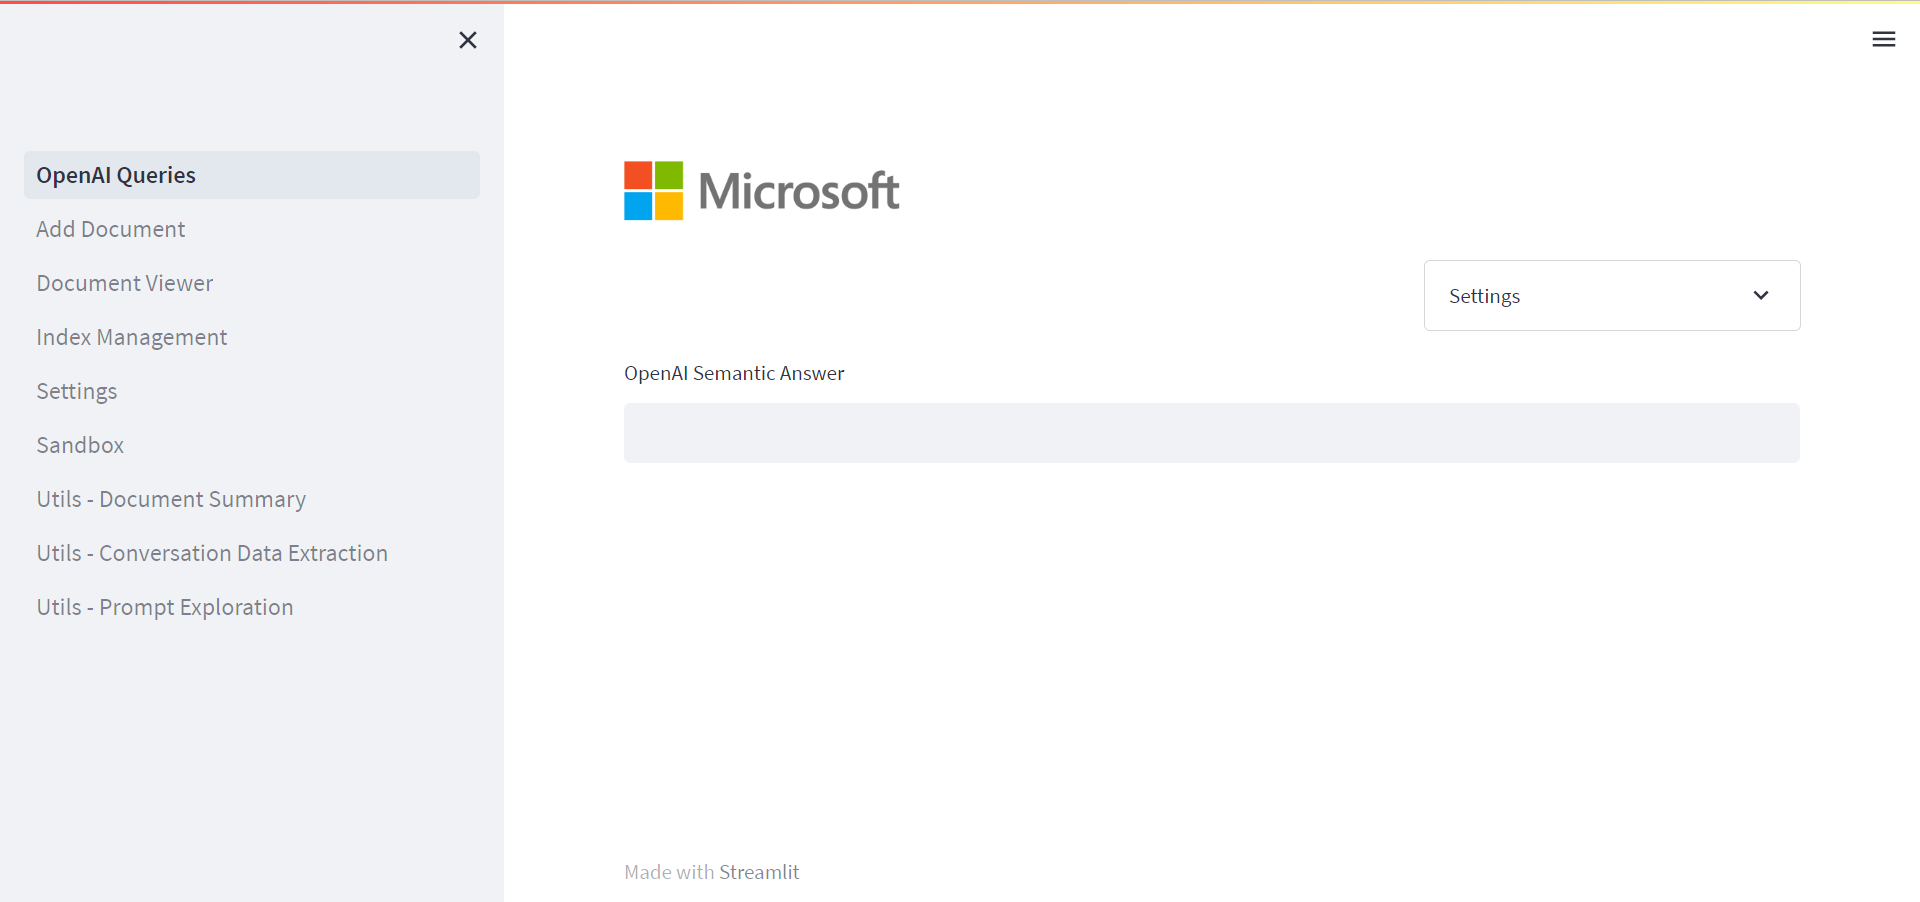 OpenAI Queries
Add Document
Document Viewer
Index Management
Settings
Sandbox
Utils - Document Summary
Utils - Conversation Data Extraction
Utils - Prompt Exploration
Microsoft
Settings
OpenAI Semantic Answer
Made with Streamlit